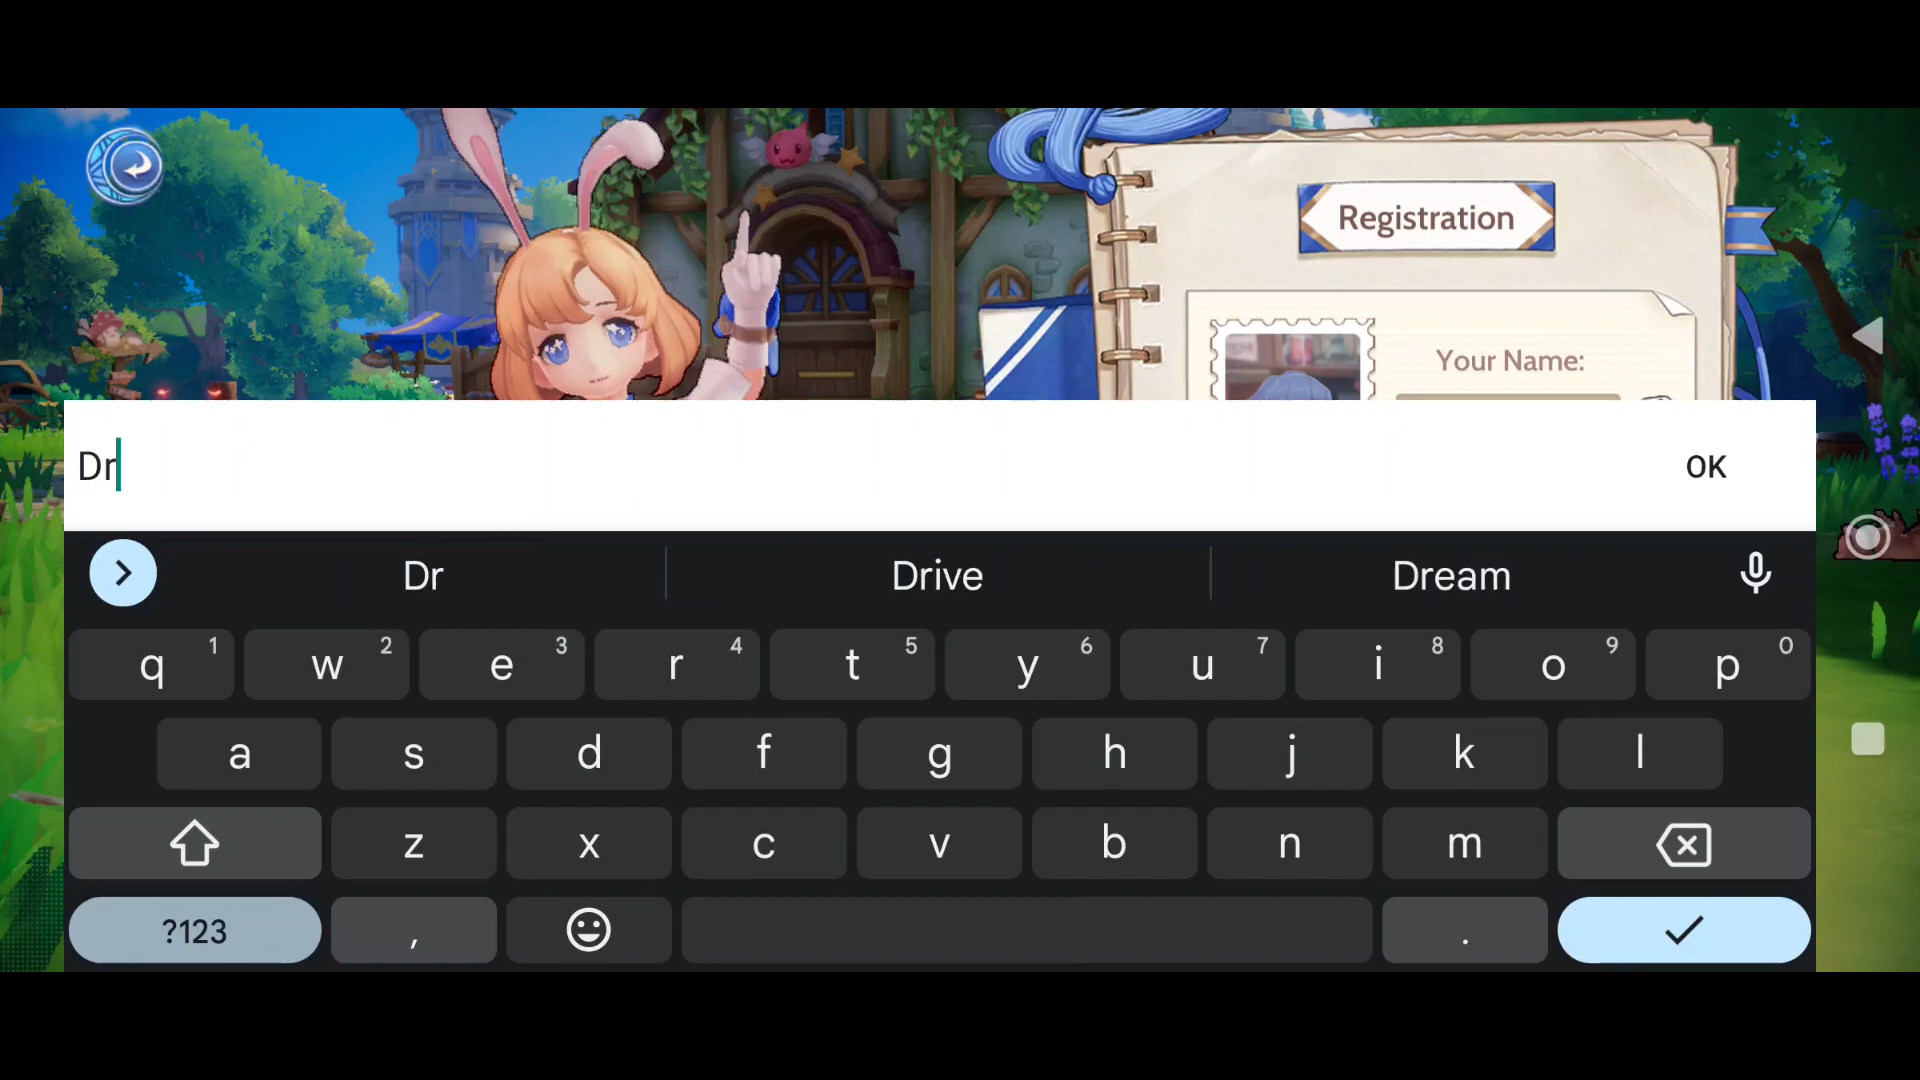 Registration
Your Name:
Dr
OK
Dr Drive Dream
q 1 w 2 e 3 r 4 t 5 y 6 u 7 i 8 o 9 p 0
a s d f g h j k l
z x c v b n m
?123 , .